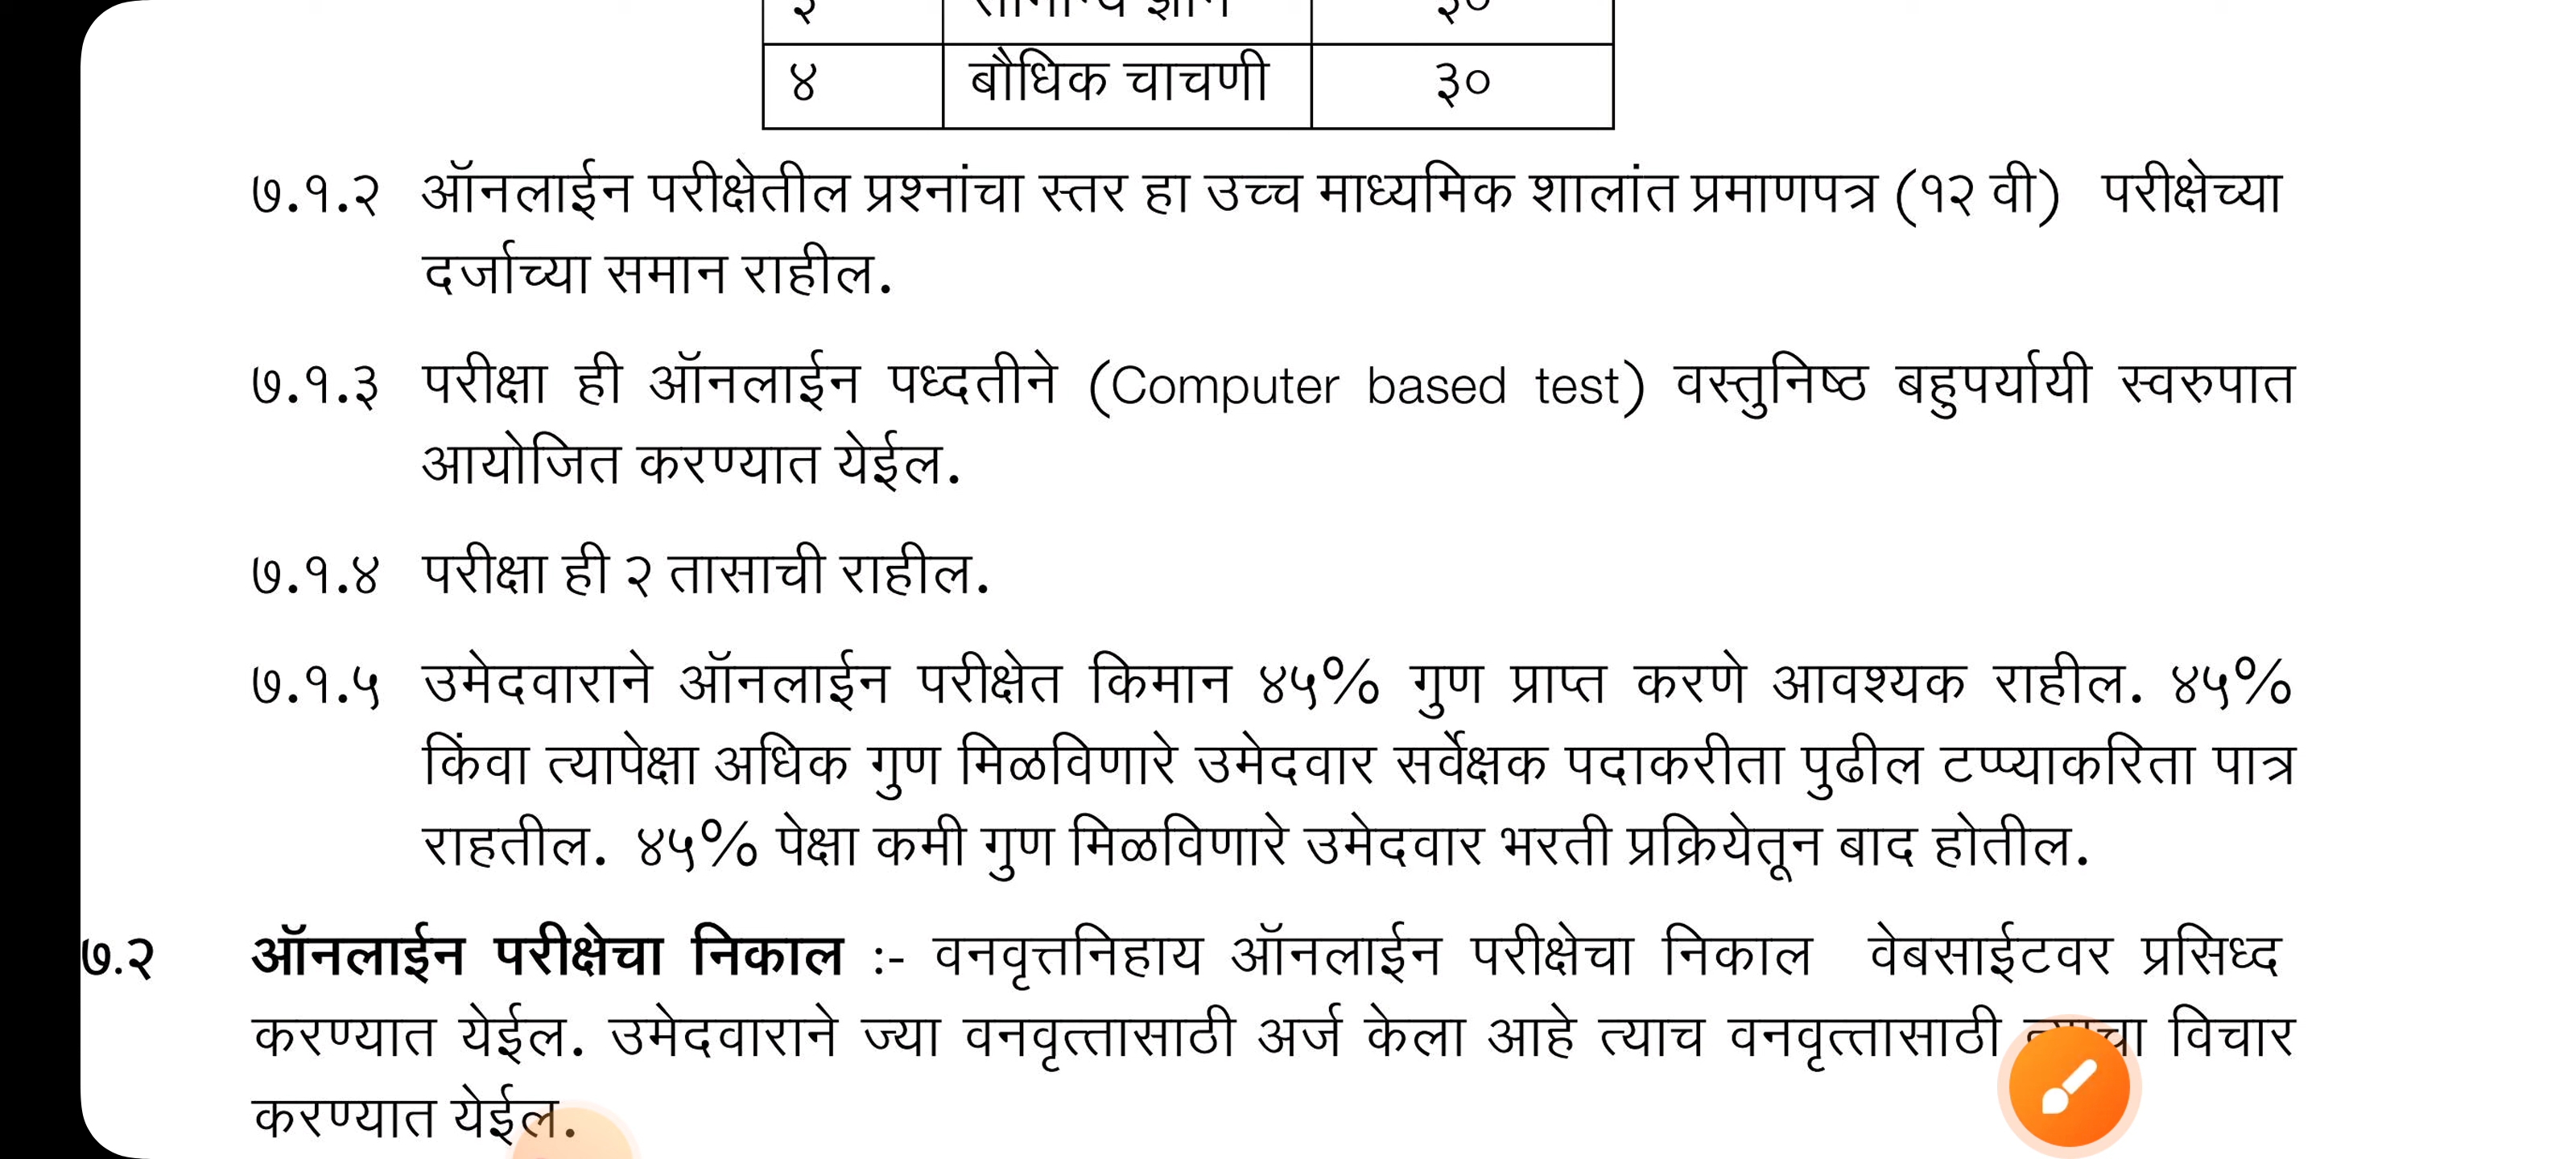 ३ सामान्य ज्ञान ३०
४ बौधिक चाचणी ३०
७.१.२ ऑनलाईन परीक्षेतील प्रश्नांचा स्तर हा उच्च माध्यमिक शालांत प्रमाणपत्र (१२ वी) परीक्षेच्या
दर्जाच्या समान राहील.
७.१.३ परीक्षा ही ऑनलाईन पध्दतीने (Computer based test) वस्तुनिष्ठ बहुपर्यायी स्वरुपात
आयोजित करण्यात येईल.
७.१.४ परीक्षा ही २ तासाची राहील.
७.१.५ उमेदवाराने ऑनलाईन परीक्षेत किमान ४५% गुण प्राप्त करणे आवश्यक राहील. ४५%
किंवा त्यापेक्षा अधिक गुण मिळविणारे उमेदवार सर्वेक्षक पदाकरीता पुढील टप्प्याकरिता पात्र
राहतील. ४५% पेक्षा कमी गुण मिळविणारे उमेदवार भरती प्रक्रियेतून बाद होतील.
७.२ ऑनलाईन परीक्षेचा निकाल :- वनवृत्तनिहाय ऑनलाईन परीक्षेचा निकाल वेबसाईटवर प्रसिध्द
करण्यात येईल. उमेदवाराने ज्या वनवृत्तासाठी अर्ज केला आहे त्याच वनवृत्तासाठी विचार
करण्यात येईल.